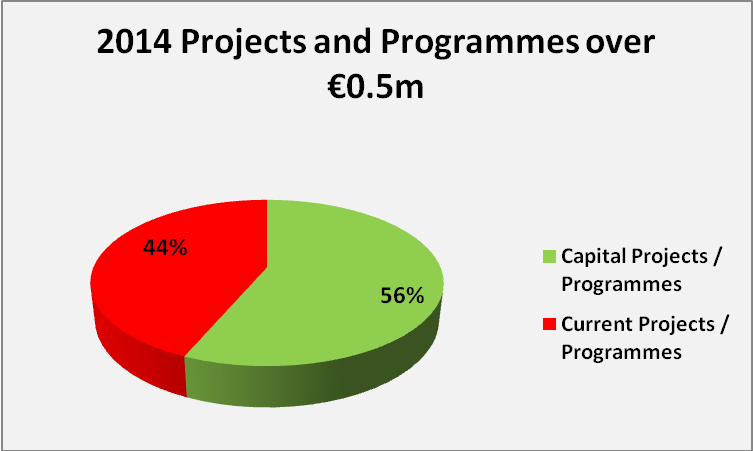 2014 Projects and Programmes over
€0.5m
44%
56%
Capital Projects /
Programmes
Current Projects /
Programmes